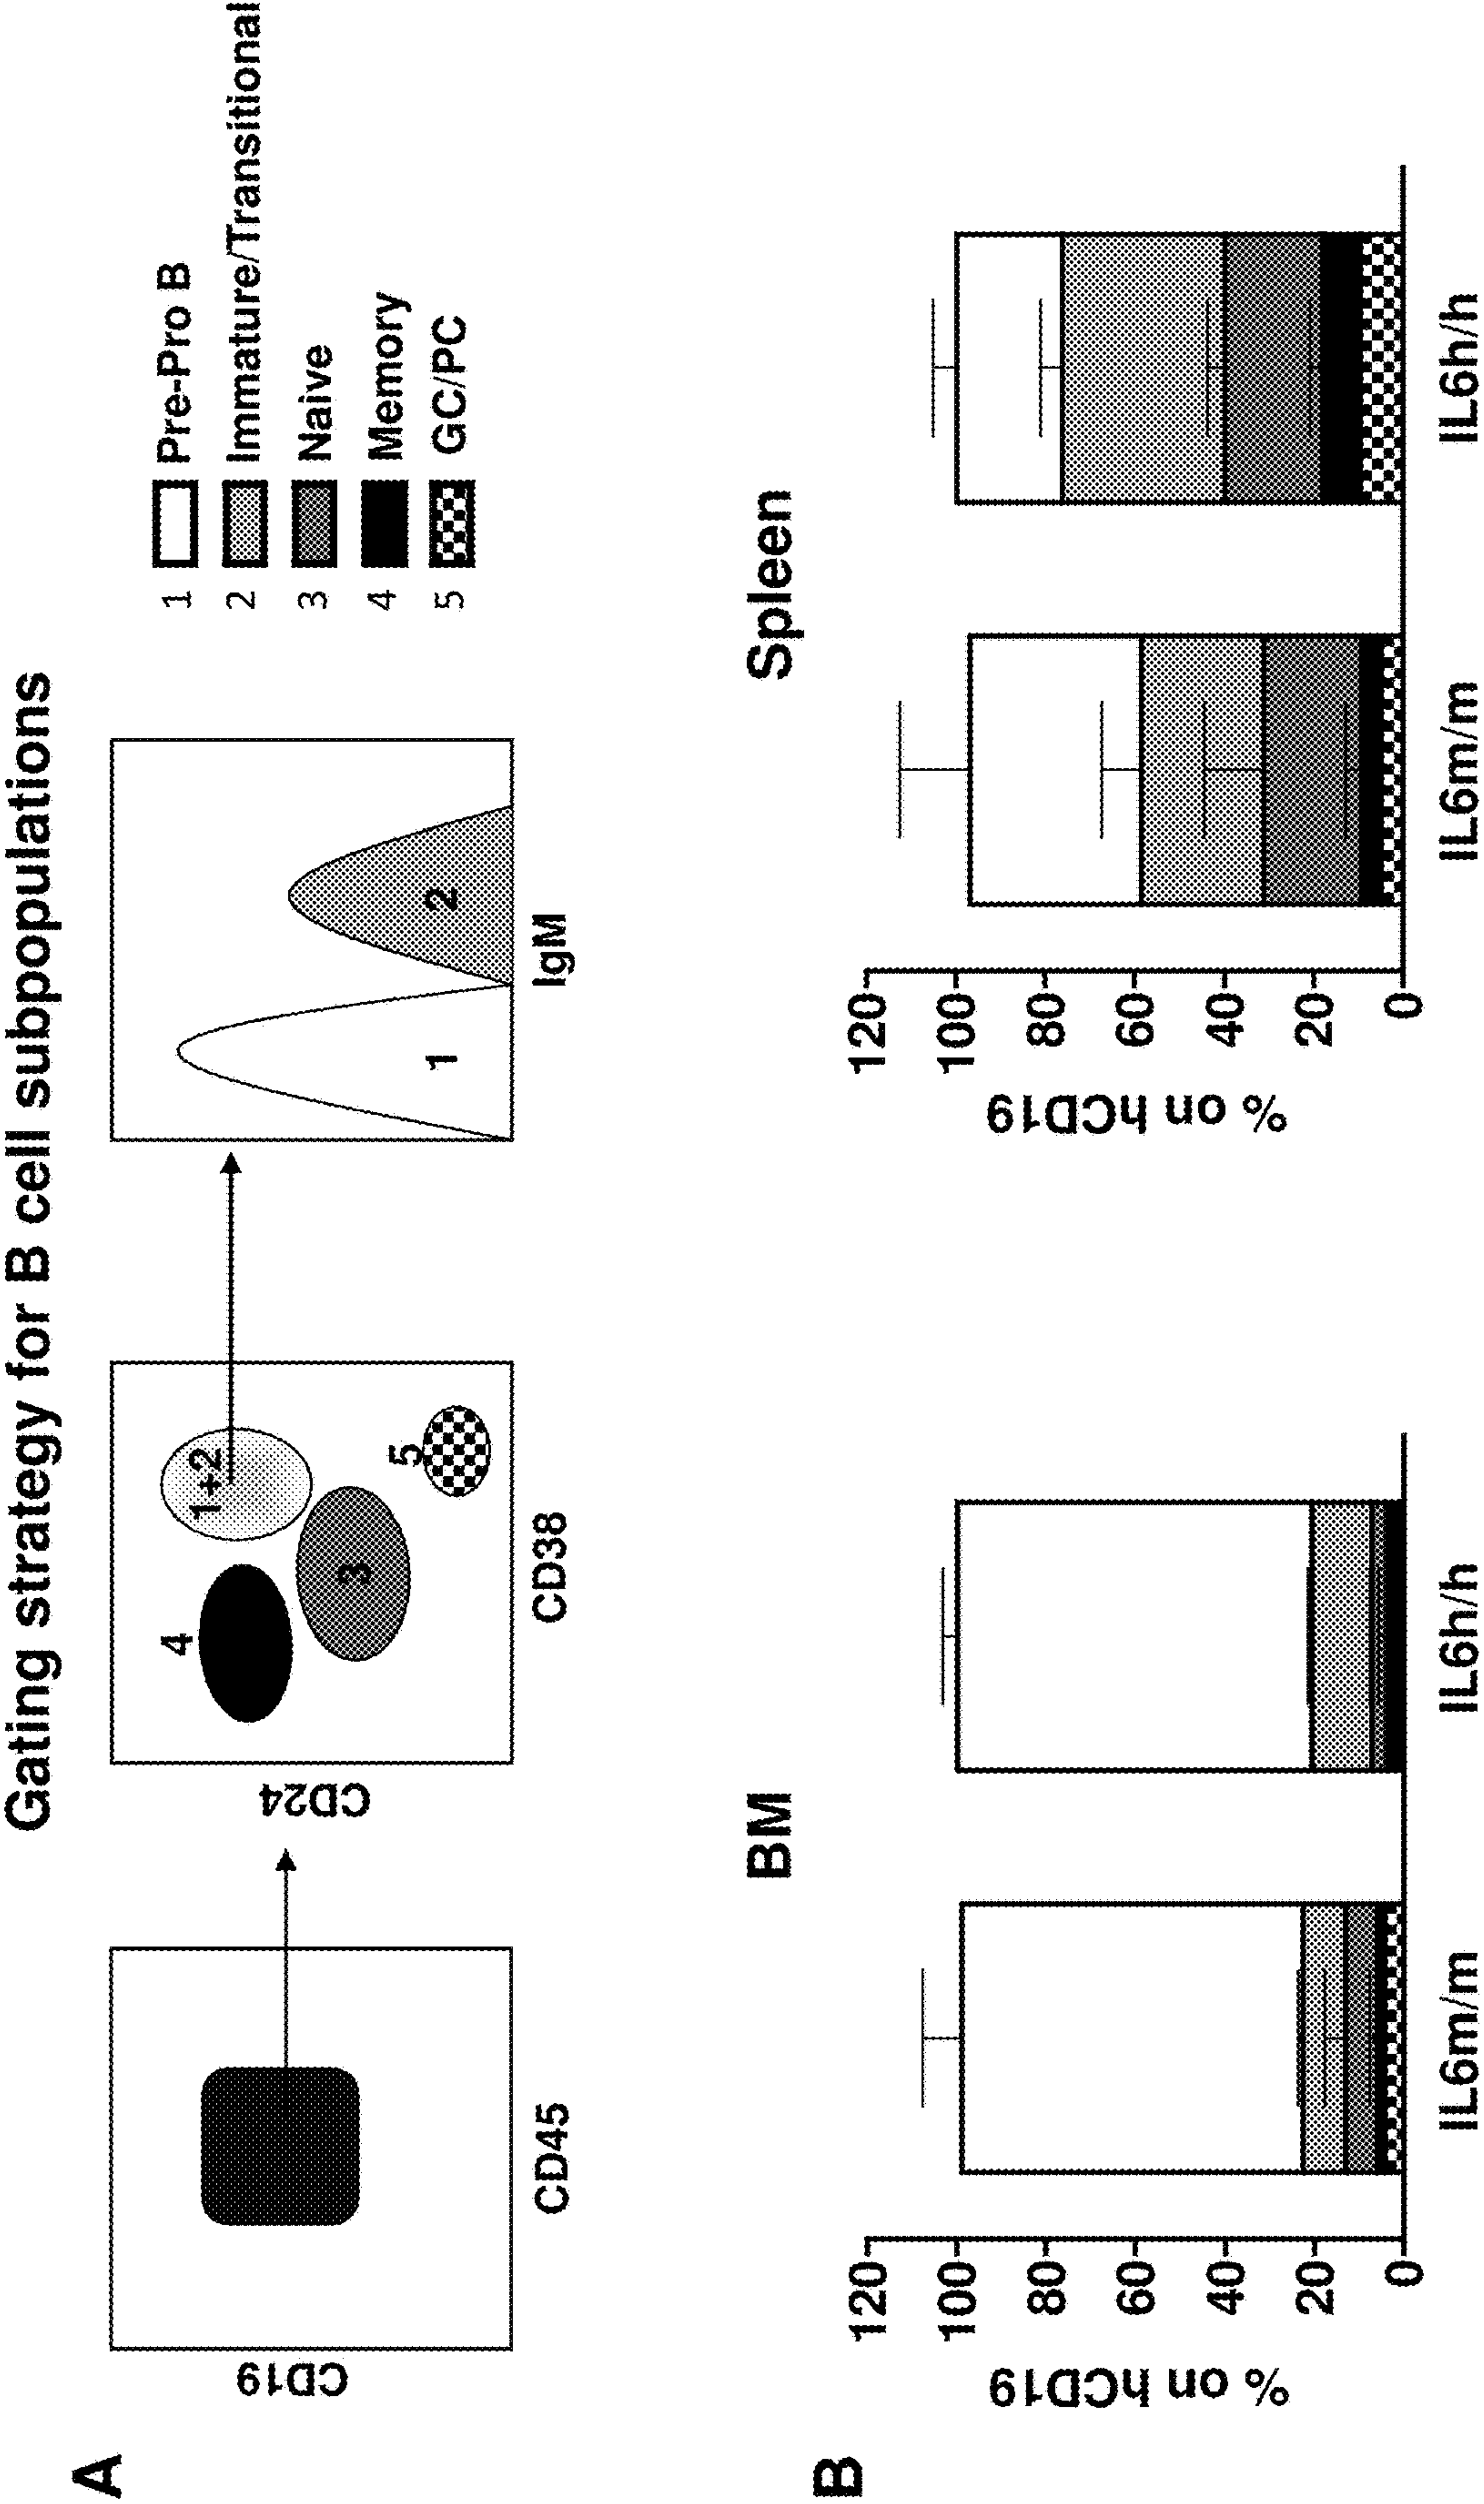 Gating strategy for B cell subpopulations
A
CD19
CD45
CD24
4
1+2
3
5
CD38
1
2
IgM
1 Pre-Pro B
2 Immature/Transitional
3 Naive
4 Memory
5 GC/PC
B
BM
% on hCD19
120
100
80
60
40
20
0
IL6m/m
IL6h/h
Spleen
% on hCD19
120
100
80
60
40
20
0
IL6m/m
IL6h/h